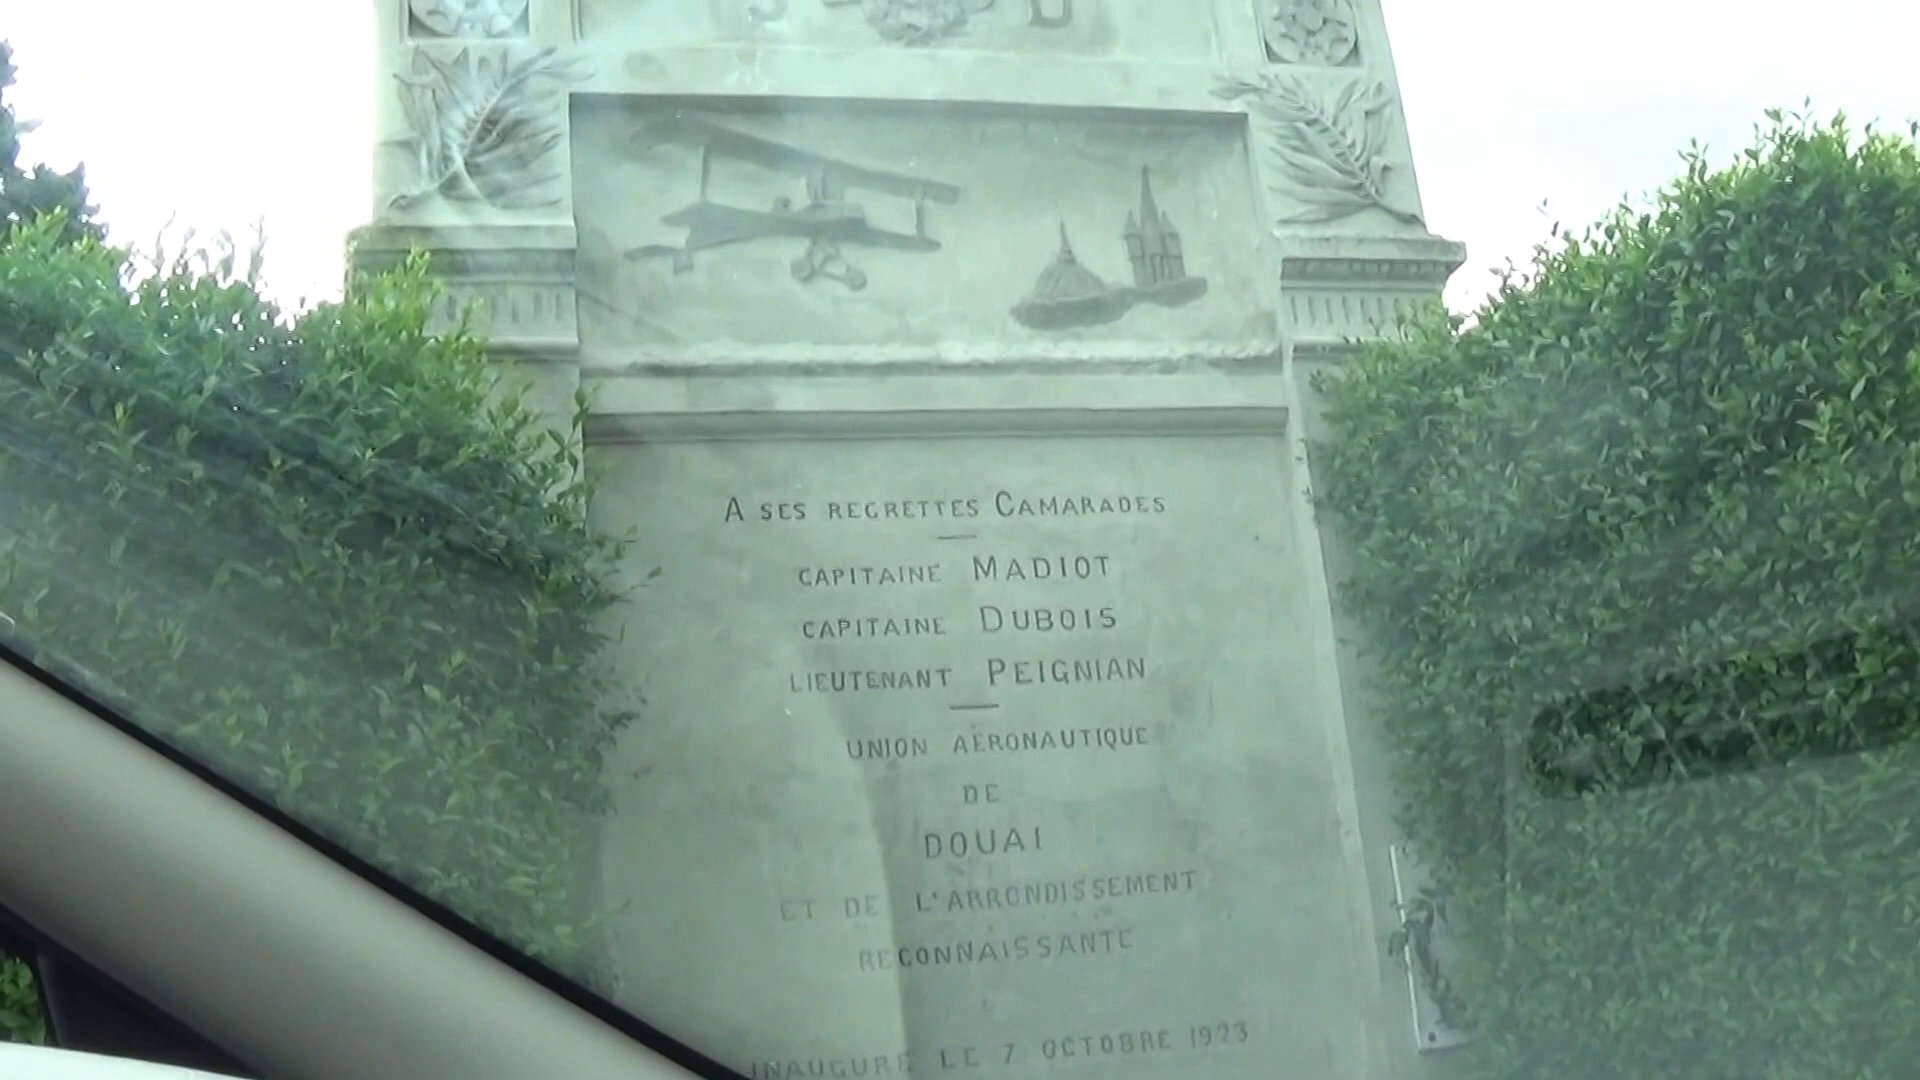 A SES REGRETTES CAMARADES
CAPITAINE MADIOT
CAPITAINE DUBOIS
LIEUTENANT PEIGNIAN
UNION AERONAUTIQUE
DE
DOUAI
ET DE L'ARRONDISSEMENT
RECONNAISSANTE
INAUGURE LE 7 OCTOBRE 1923